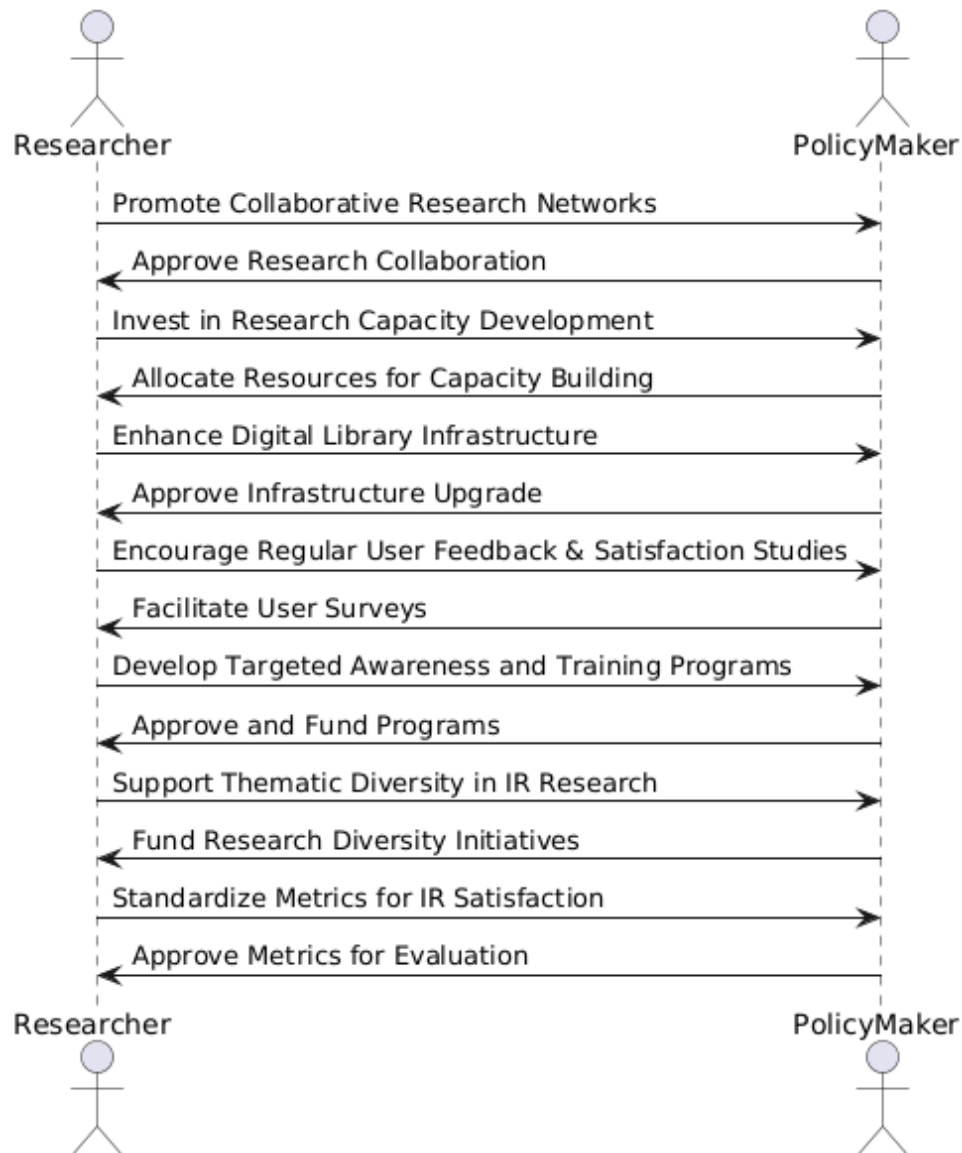 Researcher PolicyMaker
Promote Collaborative Research Networks
Approve Research Collaboration
Invest in Research Capacity Development
Allocate Resources for Capacity Building
Enhance Digital Library Infrastructure
Approve Infrastructure Upgrade
Encourage Regular User Feedback & Satisfaction Studies
Facilitate User Surveys
Develop Targeted Awareness and Training Programs
Approve and Fund Programs
Support Thematic Diversity in IR Research
Fund Research Diversity Initiatives
Standardize Metrics for IR Satisfaction
Approve Metrics for Evaluation
Researcher PolicyMaker